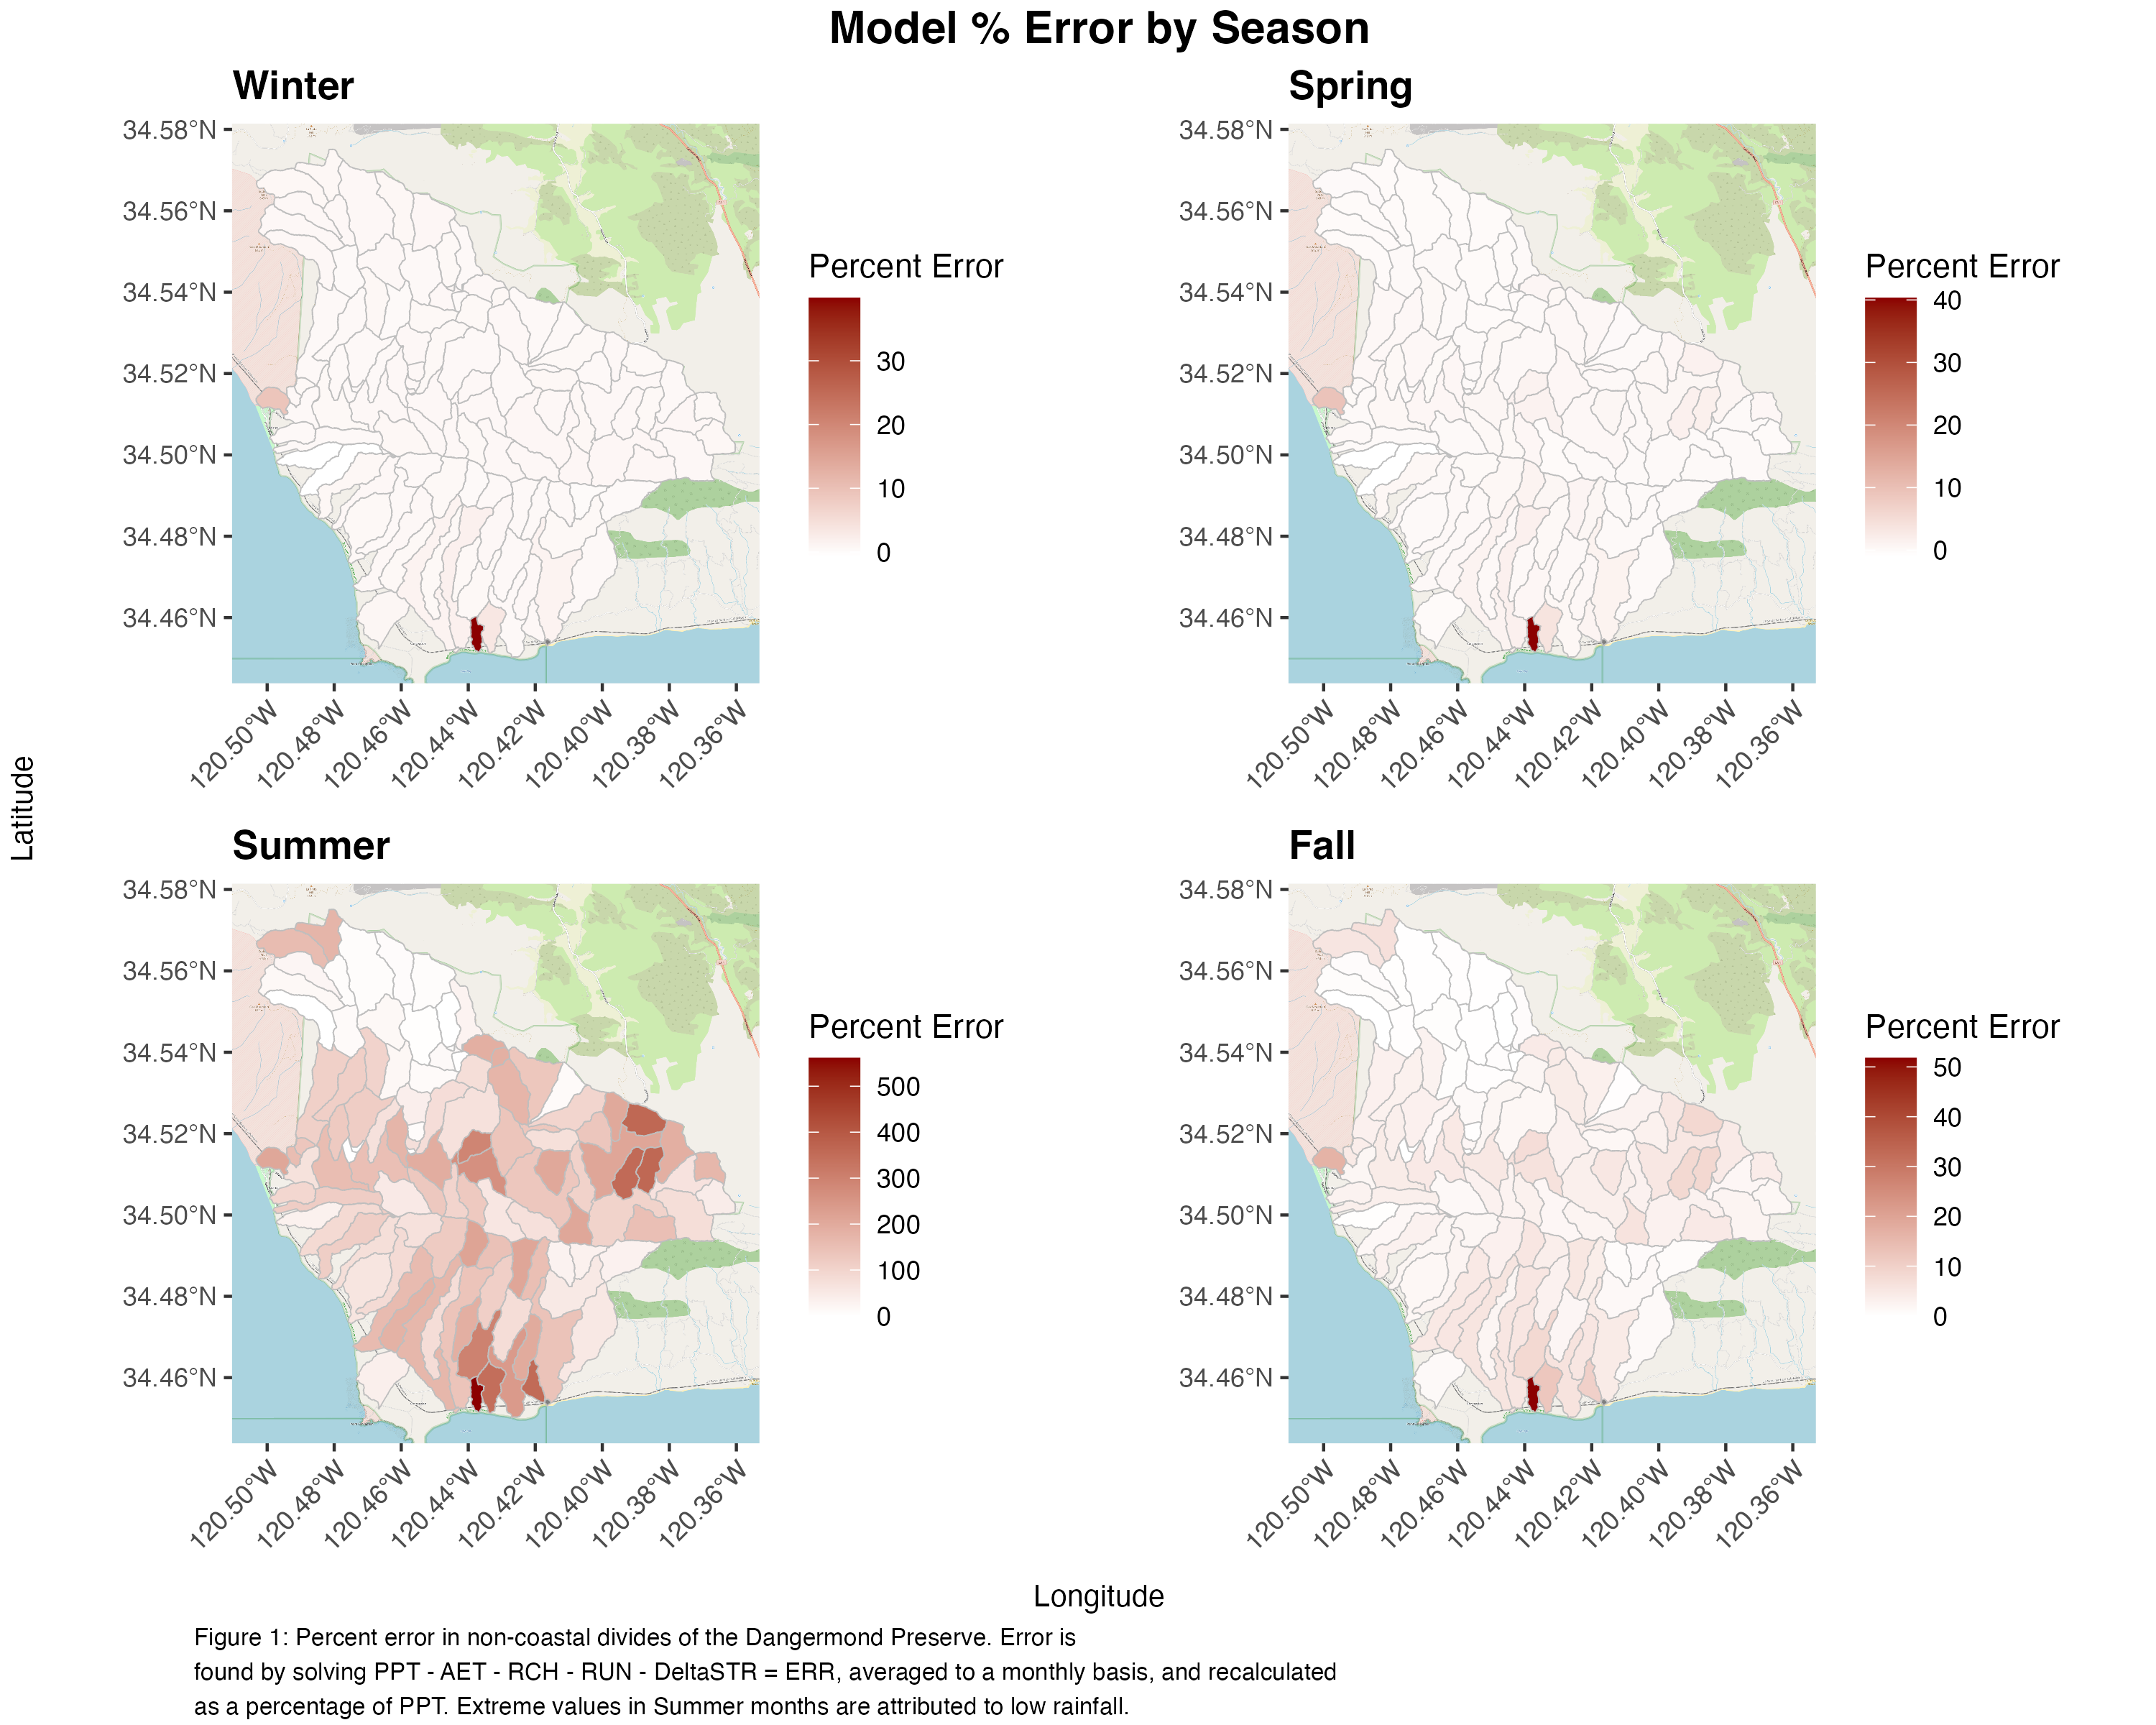 Model % Error by Season
Winter
34.58°N
34.56°N
34.54°N
34.52°N
34.50°N
34.48°N
34.46°N
120.50°W
120.48°W
120.46°W
120.44°W
120.42°W
120.40°W
120.38°W
120.36°W
Percent Error
30
20
10
0
Spring
34.58°N
34.56°N
34.54°N
34.52°N
34.50°N
34.48°N
34.46°N
120.50°W
120.48°W
120.46°W
120.44°W
120.42°W
120.40°W
120.38°W
120.36°W
Percent Error
40
30
20
10
0
Latitude
Summer
34.58°N
34.56°N
34.54°N
34.52°N
34.50°N
34.48°N
34.46°N
120.50°W
120.48°W
120.46°W
120.44°W
120.42°W
120.40°W
120.38°W
120.36°W
Percent Error
500
400
300
200
100
0
Fall
34.58°N
34.56°N
34.54°N
34.52°N
34.50°N
34.48°N
34.46°N
120.50°W
120.48°W
120.46°W
120.44°W
120.42°W
120.40°W
120.38°W
120.36°W
Percent Error
50
40
30
20
10
0
Longitude
Figure 1: Percent error in non-coastal divides of the Dangermond Preserve. Error is
found by solving PPT - AET - RCH - RUN - DeltaSTR = ERR, averaged to a monthly basis, and recalculated
as a percentage of PPT. Extreme values in Summer months are attributed to low rainfall.